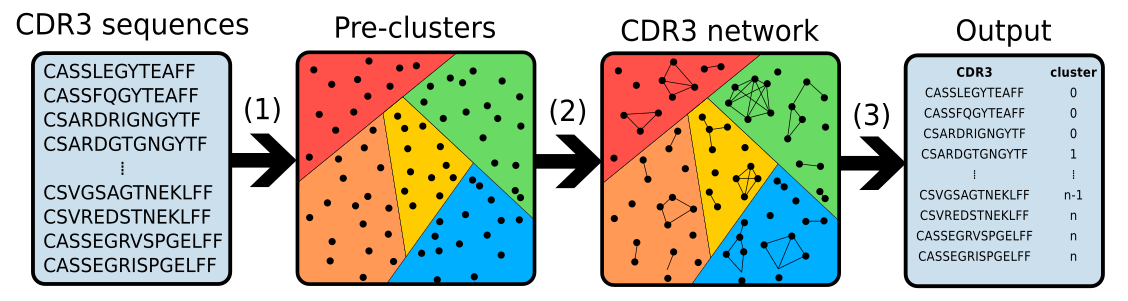 CDR3 sequences
CASSLEGYTEAFF
CASSFQGYTEAFF
CSARDRIGNGYTF
CSARDGTGNGYTF
CSVGSAGTNEKLFF
CSVREDSTNEKLFF
CASSEGRVSPGELFF
CASSEGRISPGELFF
(1)
Pre-clusters
(2)
CDR3 network
(3)
Output
CDR3 cluster
CASSLEGYTEAFF 0
CASSFQGYTEAFF 0
CSARDRIGNGYTF 0
CSARDGTGNGYTF 1
CSVGSAGTNEKLFF n-1
CSVREDSTNEKLFF n
CASSEGRVSPGELFF n
CASSEGRISPGELFF n